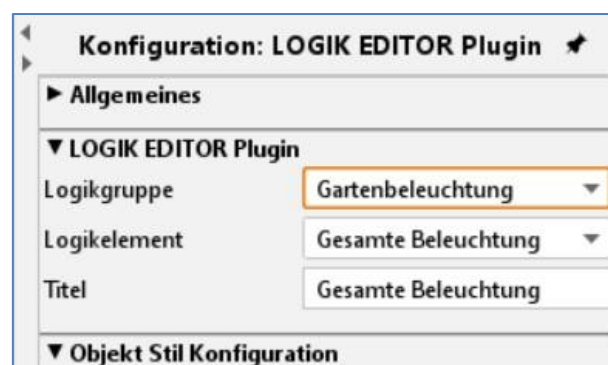 Konfiguration: LOGIK EDITOR Plugin
Allgemeines
LOGIK EDITOR Plugin
Logikgruppe Gartenbeleuchtung
Logikelement Gesamte Beleuchtung
Titel Gesamte Beleuchtung
Objekt Stil Konfiguration